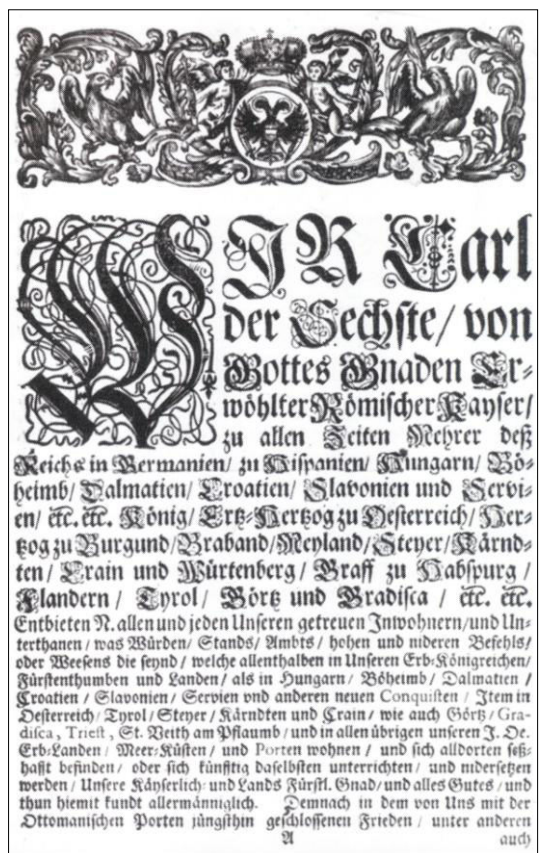 WIR Carl
der Sechste/ von
Gottes Gnaden Er-
wöhlter Römischer Kayser/
zu allen Zeiten Mehrer deß
Reichs in Germanien/ zu Hispanien/ Hungarn/ Bö-
heimb/ Dalmatien/ Croatien/ Slavonien und Servi-
en/ etc. etc. König/ Ertz-Hertzog zu Oesterreich/ Her-
tzog zu Burgund/ Braband/ Meyland/ Steyer/ Kärnd-
ten/ Crain und Würtenberg/ Graff zu Habspurg/
Flandern/ Tyrol/ Görtz und Gradisca/ etc. etc.
Entbieten N. allen und jeden Unseren getreuen Inwohnern/ und Un-
terthanen/ was Würden/ Stands/ Ambts/ hohen und nideren Befehls/
oder Weesens die seynd/ welche allenthalben in Unseren Erb-Königreichen/
Fürstenthumben und Landen/ als in Hungarn/ Böheimb/ Dalmatien/
Croatien/ Slavonien/ Servien vnd anderen neuen Conquisten/ Item in
Oesterreich/ Tyrol/ Steyer/ Kärndten und Crain/ wie auch Görtz/ Gra-
disca, Triest, St. Veith am Pflaumb/ und in allen übrigen unseren J. Oe.
Erb-Landen/ Meer-Küsten/ und Porten wohnen/ und sich alldorten seß-
hafft befinden/ oder sich künfftig daselbsten unterrichten/ und nidersetzen
werden/ Unsere Käyserlich- und Lands Fürstl. Gnad/ und alles Gutes/ und
thun hiemit kundt allermänniglich. Demnach in dem von Uns mit der
Ottomanischen Porten jüngsthin geschlossenen Frieden/ unter anderen
A auch